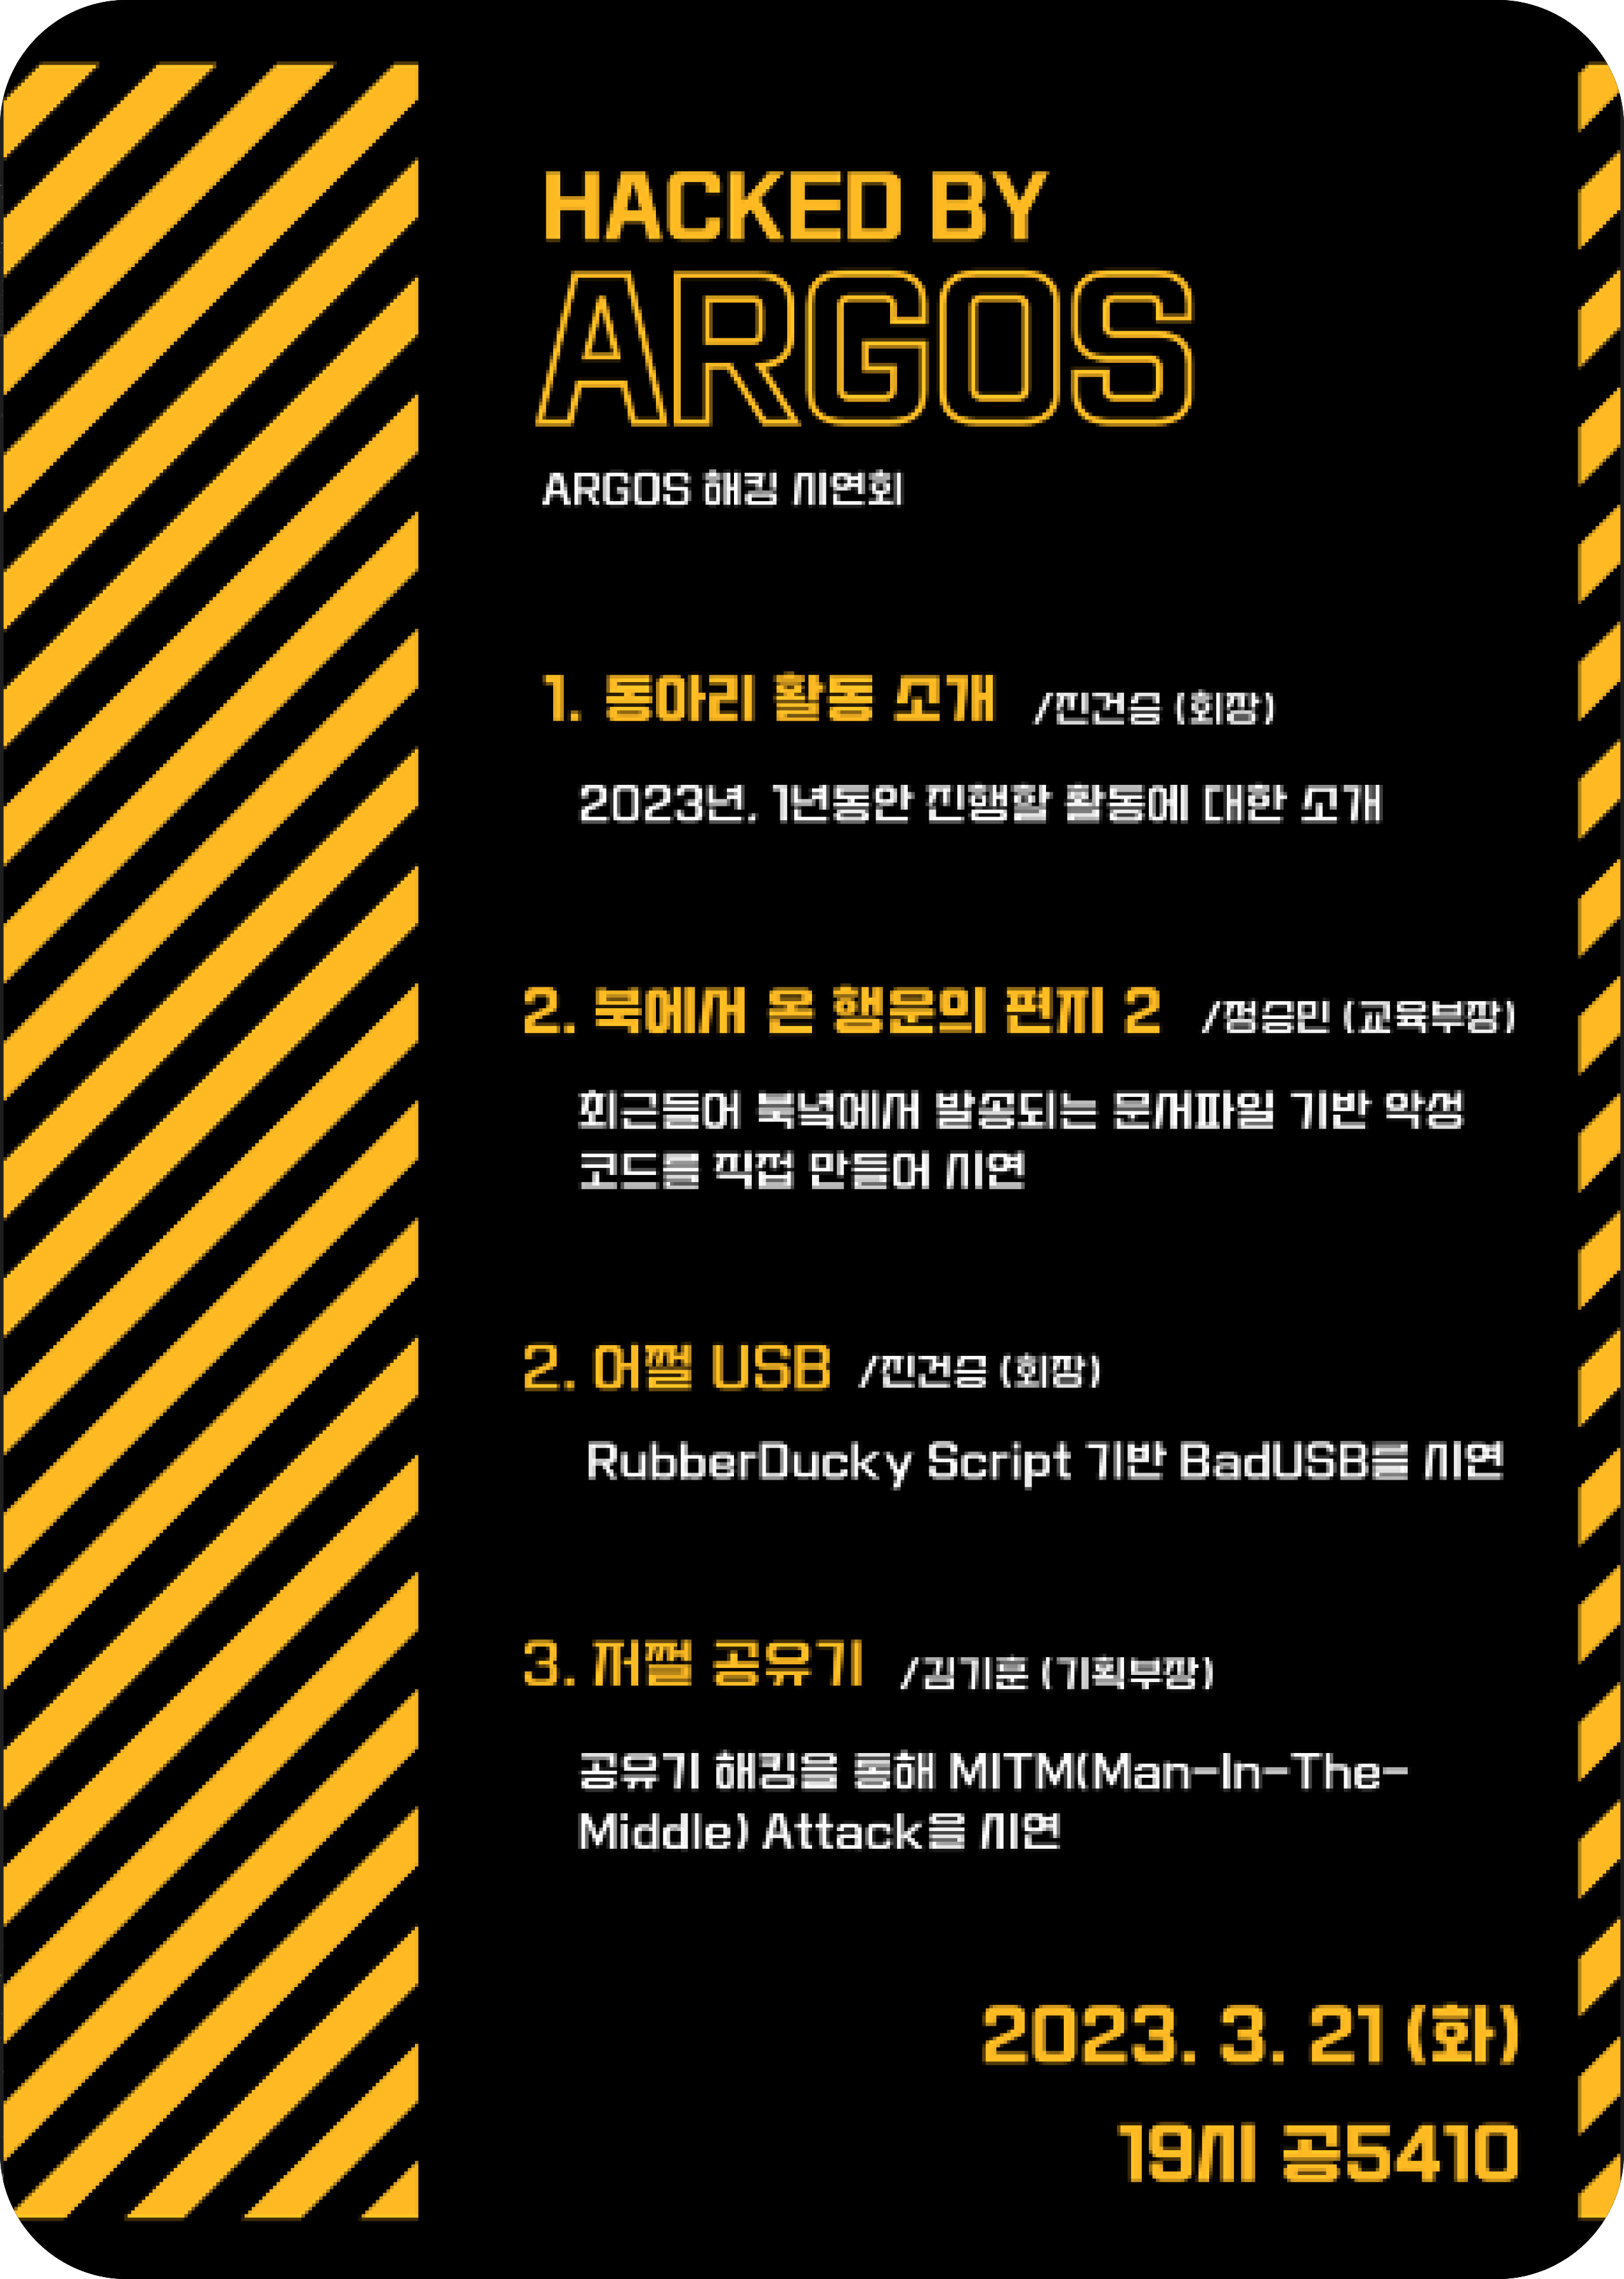 HACKED BY
ARGOS
ARGOS 해킹 시연회
1. 동아리 활동 소개 /진건승 (회장)
2023년, 1년동안 진행할 활동에 대한 소개
2. 북에서 온 행운의 편지 2 /정승민 (교육부장)
최근들어 북녘에서 발송되는 문서파일 기반 악성
코드를 직접 만들어 시연
2. 어쩔 USB /진건승 (회장)
RubberDucky Script 기반 BadUSB를 시연
3. 저쩔 공유기 /김기훈 (기획부장)
공유기 해킹을 통해 MITM(Man-In-The-
Middle) Attack을 시연
2023. 3. 21 (화)
19시 공5410